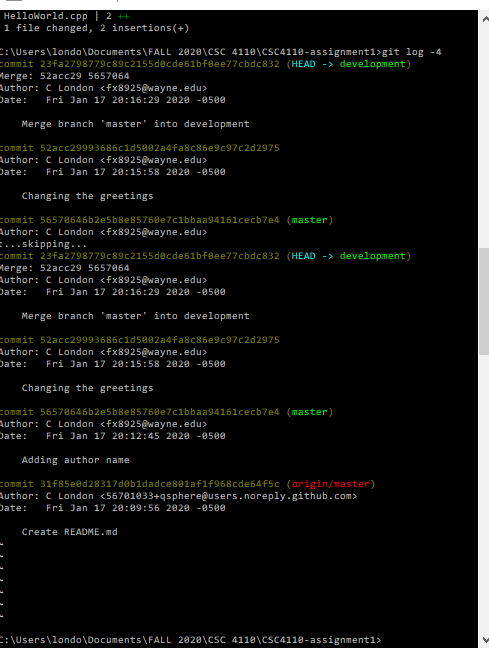 HelloWorld.cpp | 2 ++
1 file changed, 2 insertions(+)
C:\Users\londo\Documents\FALL 2020\CSC 4110\CSC4110-assignment1>git log -4
commit 23fa2798779c89c2155d0cde61bf0ee77cbdc832 (HEAD -> development)
Merge: 52acc29 5657064
Author: C London <fx8925@wayne.edu>
Date:   Fri Jan 17 20:16:29 2020 -0500
Merge branch 'master' into development
commit 52acc29993686c1d5002a4fa8c86e9c97c2d2975
Author: C London <fx8925@wayne.edu>
Date:   Fri Jan 17 20:15:58 2020 -0500
Changing the greetings
commit 56570646b2e5b8e85760e7c1bbaa94161cecb7e4 (master)
Author: C London <fx8925@wayne.edu>
:...skipping...
commit 23fa2798779c89c2155d0cde61bf0ee77cbdc832 (HEAD -> development)
Merge: 52acc29 5657064
Author: C London <fx8925@wayne.edu>
Date:   Fri Jan 17 20:16:29 2020 -0500
Merge branch 'master' into development
commit 52acc29993686c1d5002a4fa8c86e9c97c2d2975
Author: C London <fx8925@wayne.edu>
Date:   Fri Jan 17 20:15:58 2020 -0500
Changing the greetings
commit 56570646b2e5b8e85760e7c1bbaa94161cecb7e4 (master)
Author: C London <fx8925@wayne.edu>
Date:   Fri Jan 17 20:12:45 2020 -0500
Adding author name
commit 31f85e0d28317d0b1dadce801af1f968cde64f5c (origin/master)
Author: C London <56701033+qsphere@users.noreply.github.com>
Date:   Fri Jan 17 20:09:56 2020 -0500
Create README.md
~
~
~
~
~
~
~
C:\Users\londo\Documents\FALL 2020\CSC 4110\CSC4110-assignment1>